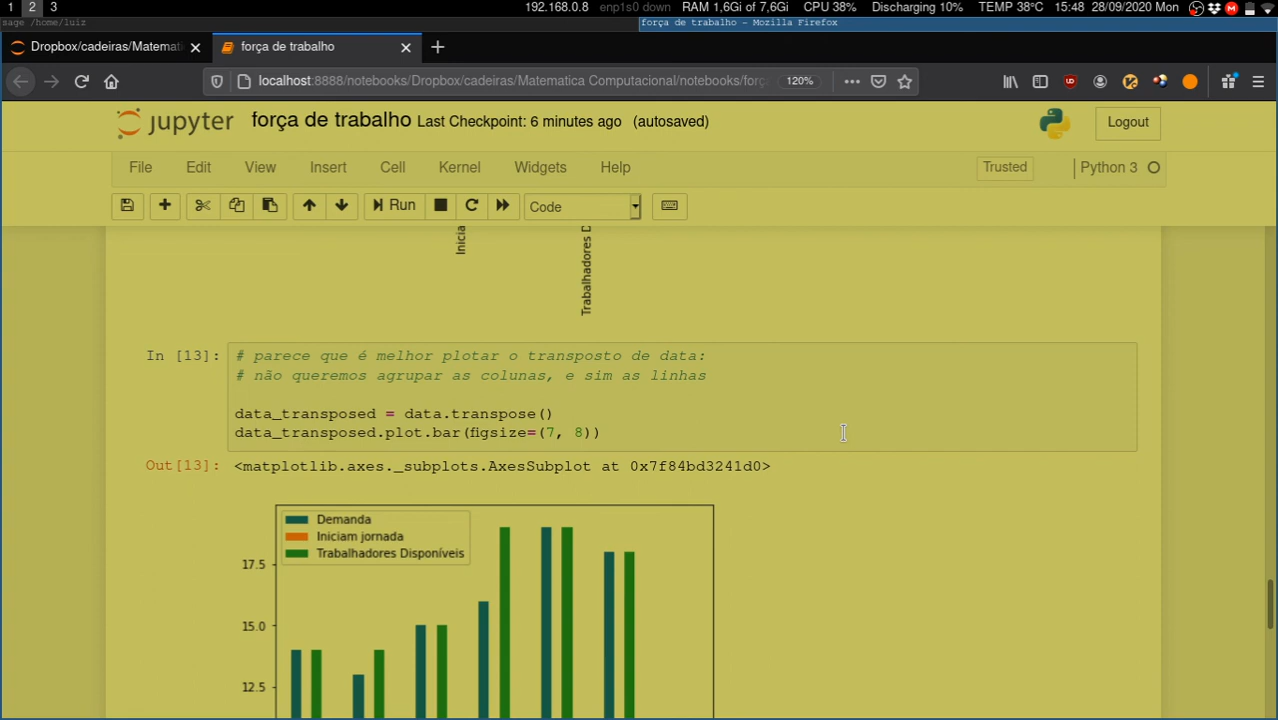 1 2 3 192.168.0.8 enp1s0 down RAM 1,6Gi of 7,6Gi CPU 38% Discharging 10% TEMP 38°C 15:48 28/09/2020 Mon
sage /home/luiz força de trabalho - Mozilla Firefox
Dropbox/cadeiras/Matema força de trabalho
localhost:8888/notebooks/Dropbox/cadeiras/Matematica Computacional/notebooks/forç 120%
jupyter força de trabalho Last Checkpoint: 6 minutes ago (autosaved) Logout
File Edit View Insert Cell Kernel Widgets Help Trusted Python 3
Run Code
Inicia
Trabalhadores D
In [13]: # parece que é melhor plotar o transposto de data:
# não queremos agrupar as colunas, e sim as linhas
data_transposed = data.transpose()
data_transposed.plot.bar(figsize=(7, 8))
Out[13]: <matplotlib.axes._subplots.AxesSubplot at 0x7f84bd3241d0>
Demanda
Iniciam jornada
Trabalhadores Disponíveis
17.5
15.0
12.5